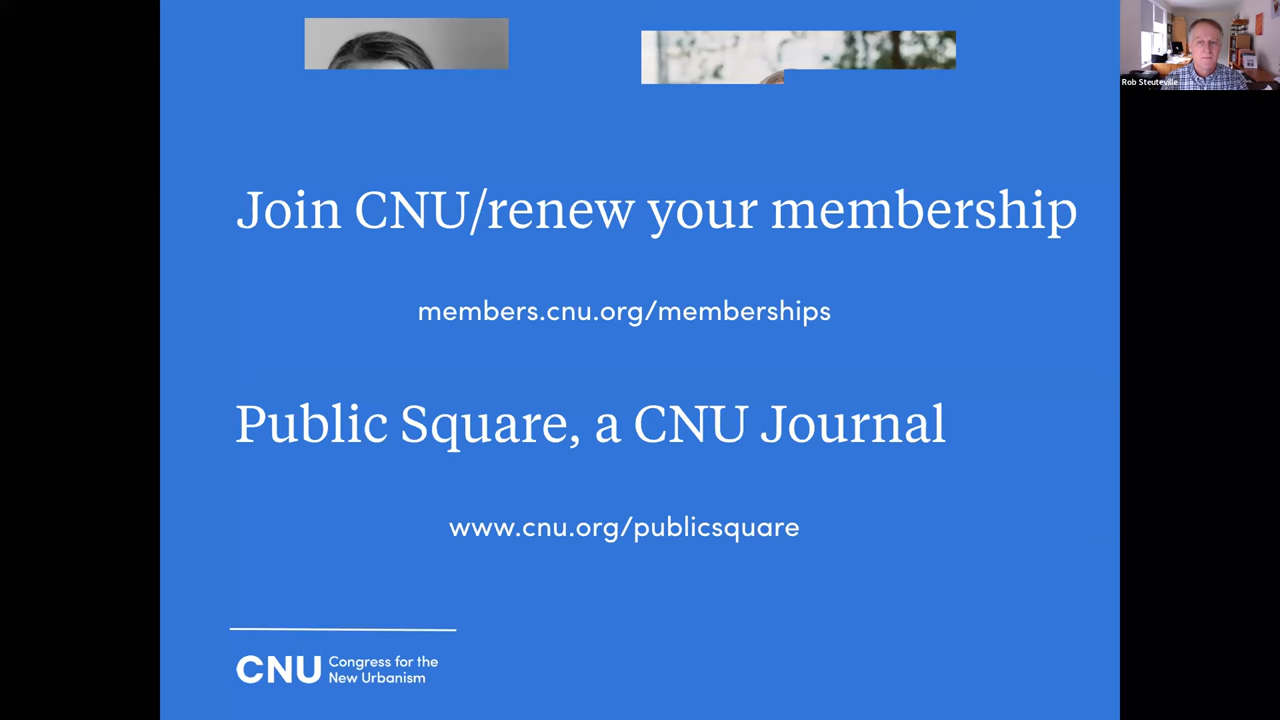 Rob Steuteville
Join CNU/renew your membership
members.cnu.org/memberships
Public Square, a CNU Journal
www.cnu.org/publicsquare
CNU Congress for the
New Urbanism